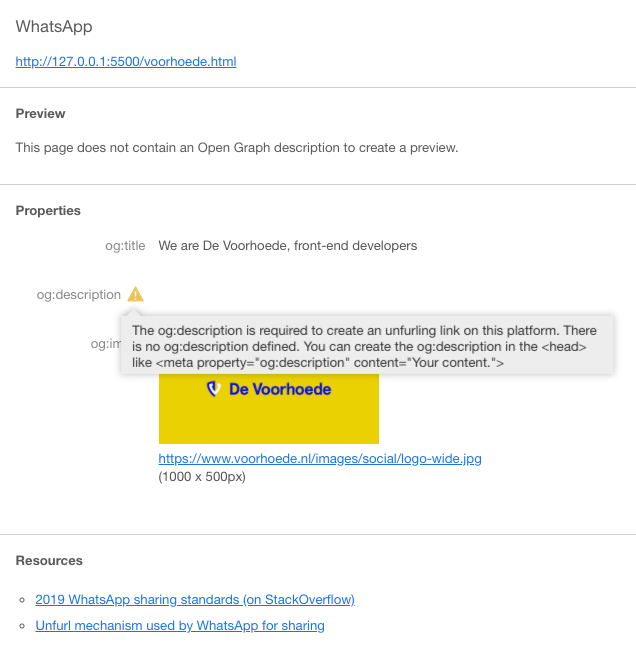 WhatsApp
http://127.0.0.1:5500/voorhoede.html
Preview
This page does not contain an Open Graph description to create a preview.
Properties
og:title We are De Voorhoede, front-end developers
og:description
og:im
The og:description is required to create an unfurling link on this platform. There
is no og:description defined. You can create the og:description in the <head>
like <meta property="og:description" content="Your content.">
De Voorhoede
https://www.voorhoede.nl/images/social/logo-wide.jpg
(1000 x 500px)
Resources
2019 WhatsApp sharing standards (on StackOverflow)
Unfurl mechanism used by WhatsApp for sharing